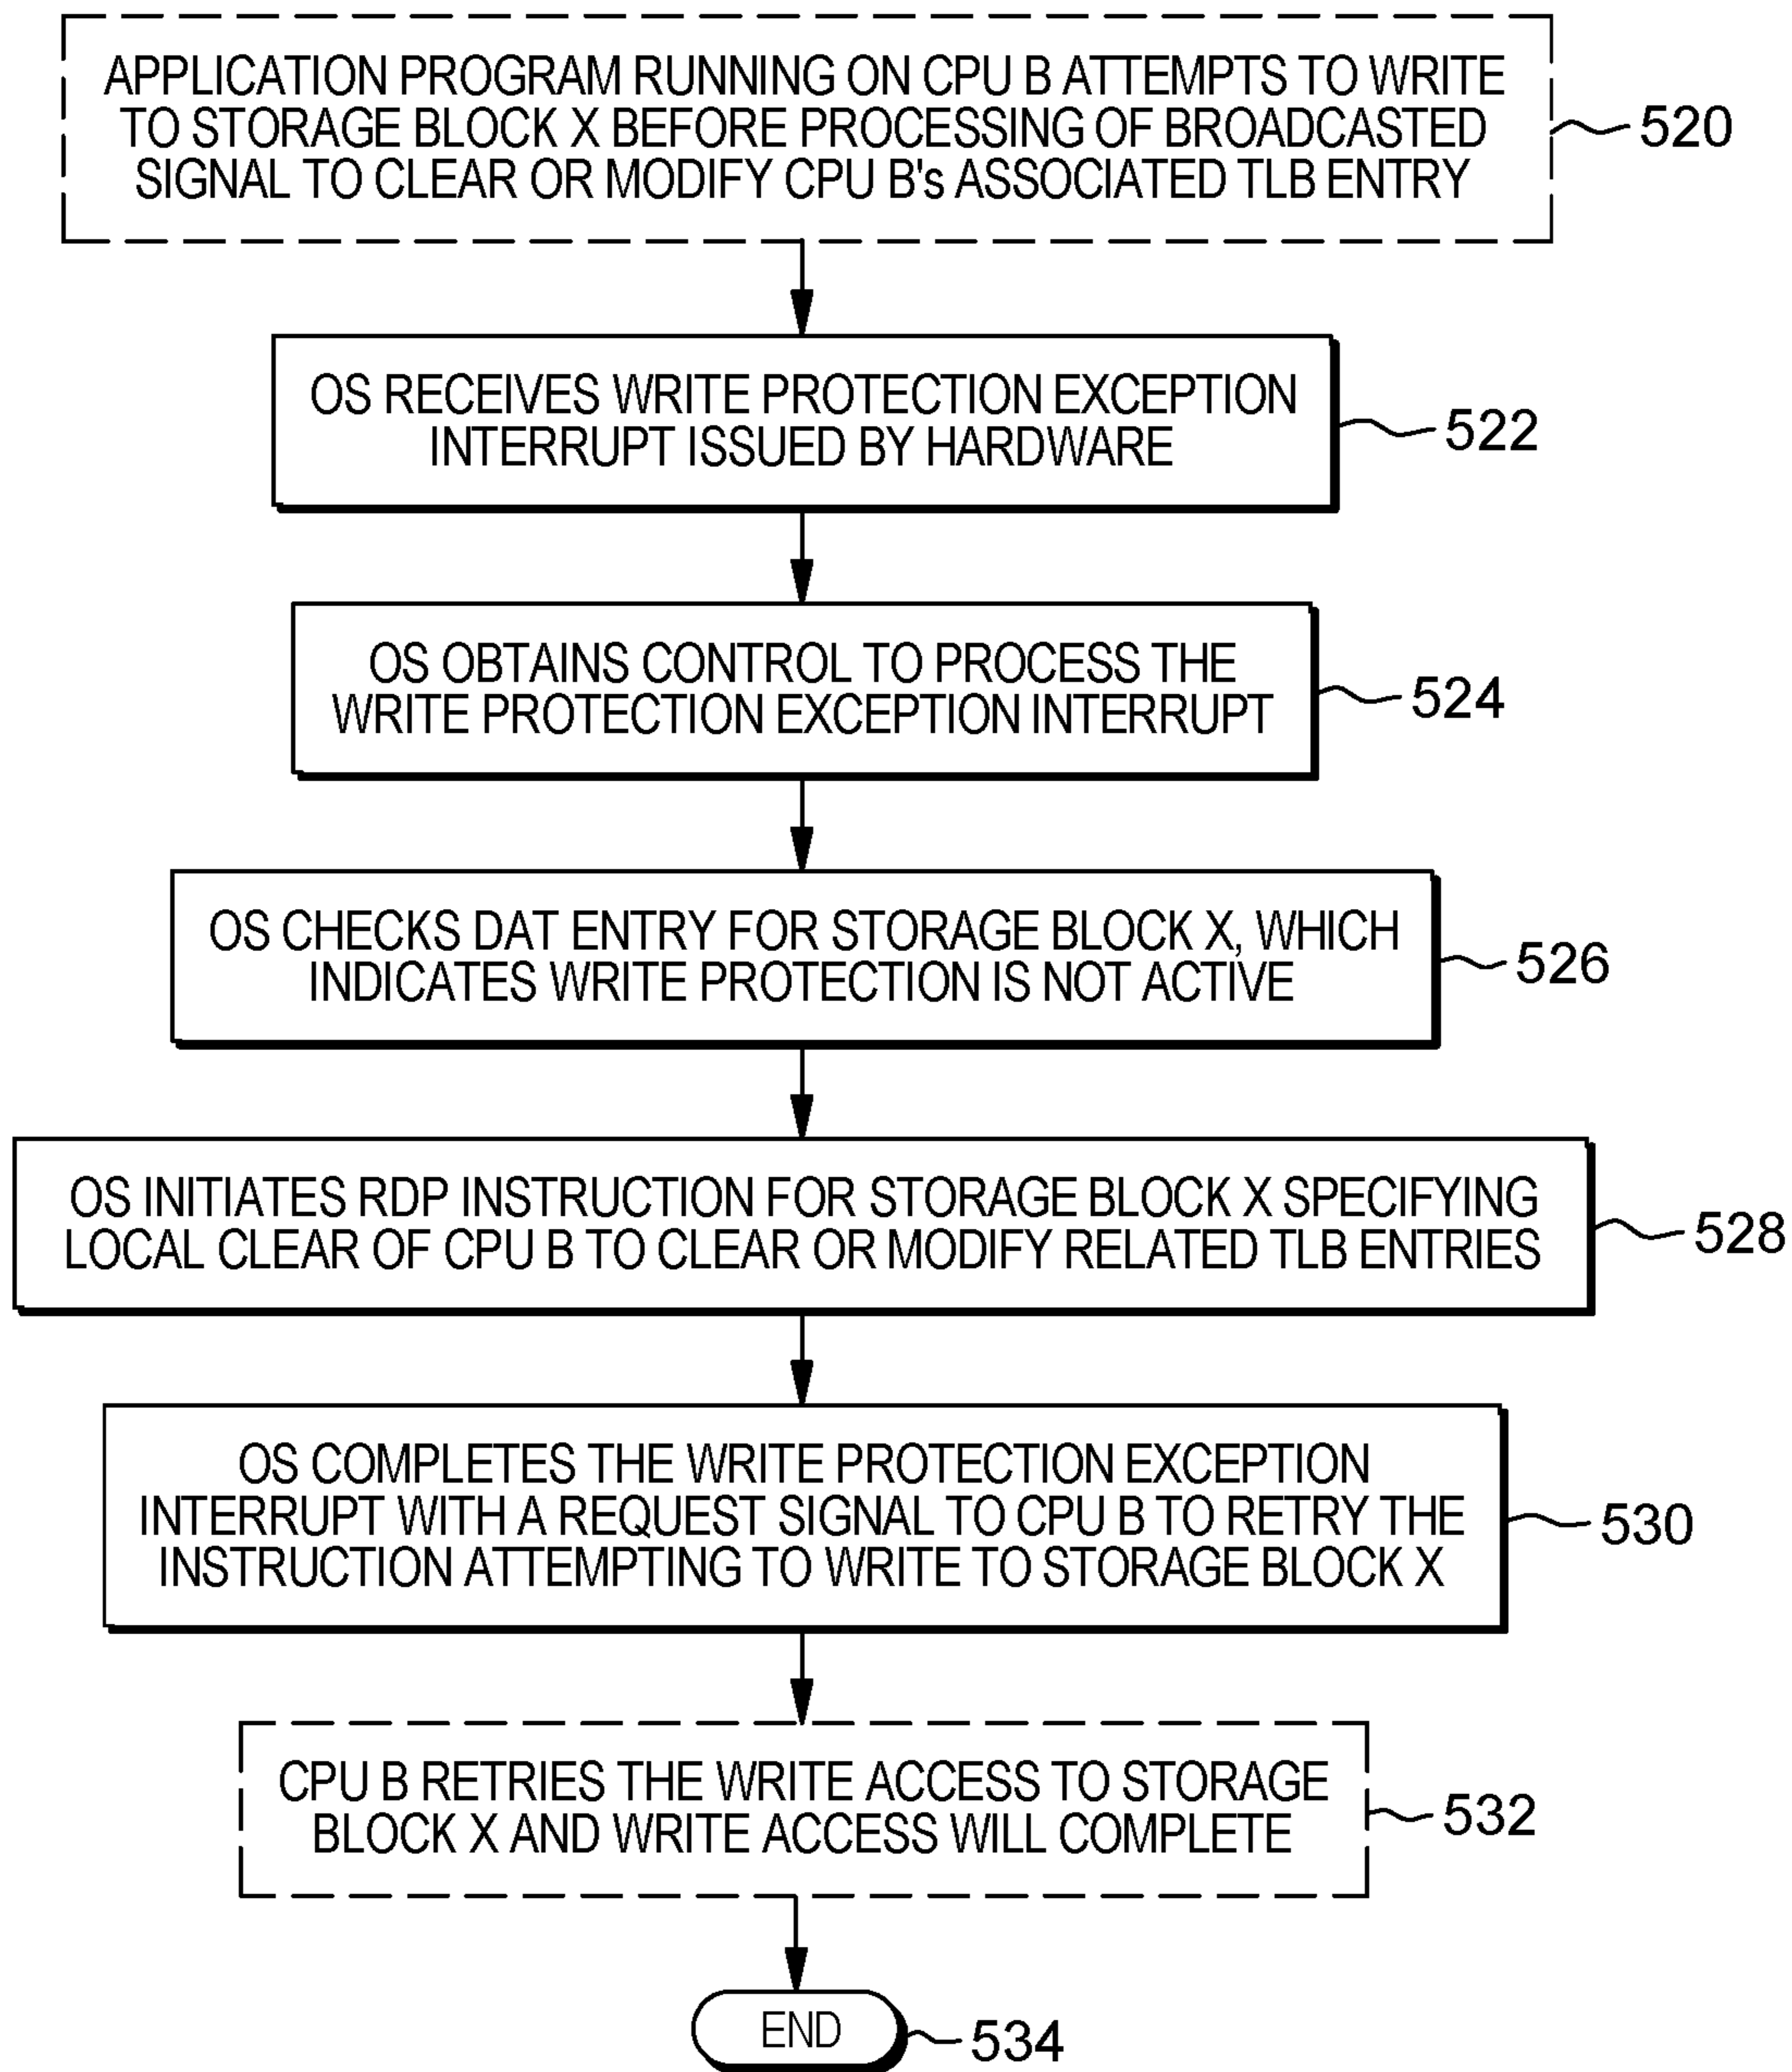 APPLICATION PROGRAM RUNNING ON CPU B ATTEMPTS TO WRITE
TO STORAGE BLOCK X BEFORE PROCESSING OF BROADCASTED
SIGNAL TO CLEAR OR MODIFY CPU B's ASSOCIATED TLB ENTRY
520
OS RECEIVES WRITE PROTECTION EXCEPTION
INTERRUPT ISSUED BY HARDWARE
522
OS OBTAINS CONTROL TO PROCESS THE
WRITE PROTECTION EXCEPTION INTERRUPT
524
OS CHECKS DAT ENTRY FOR STORAGE BLOCK X, WHICH
INDICATES WRITE PROTECTION IS NOT ACTIVE
526
OS INITIATES RDP INSTRUCTION FOR STORAGE BLOCK X SPECIFYING
LOCAL CLEAR OF CPU B TO CLEAR OR MODIFY RELATED TLB ENTRIES
528
OS COMPLETES THE WRITE PROTECTION EXCEPTION
INTERRUPT WITH A REQUEST SIGNAL TO CPU B TO RETRY THE
INSTRUCTION ATTEMPTING TO WRITE TO STORAGE BLOCK X
530
CPU B RETRIES THE WRITE ACCESS TO STORAGE
BLOCK X AND WRITE ACCESS WILL COMPLETE
532
END
534